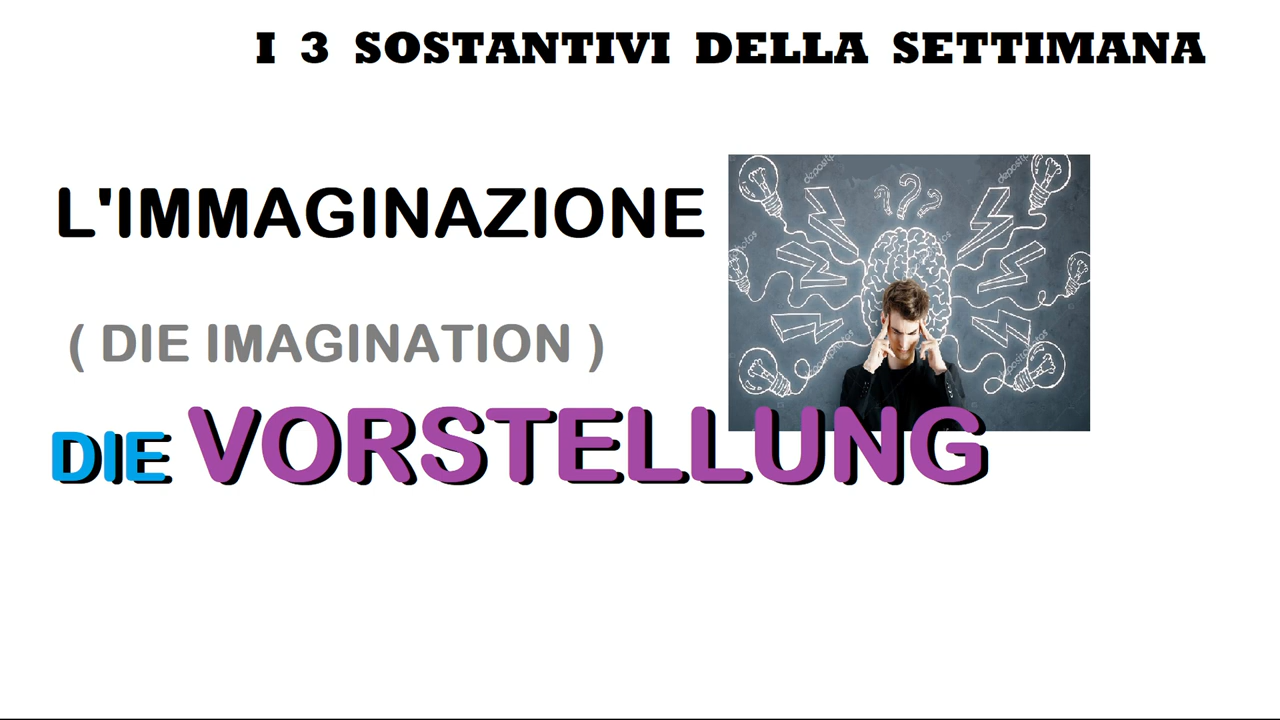 I 3 SOSTANTIVI DELLA SETTIMANA
L'IMMAGINAZIONE
( DIE IMAGINATION )
DIE VORSTELLUNG